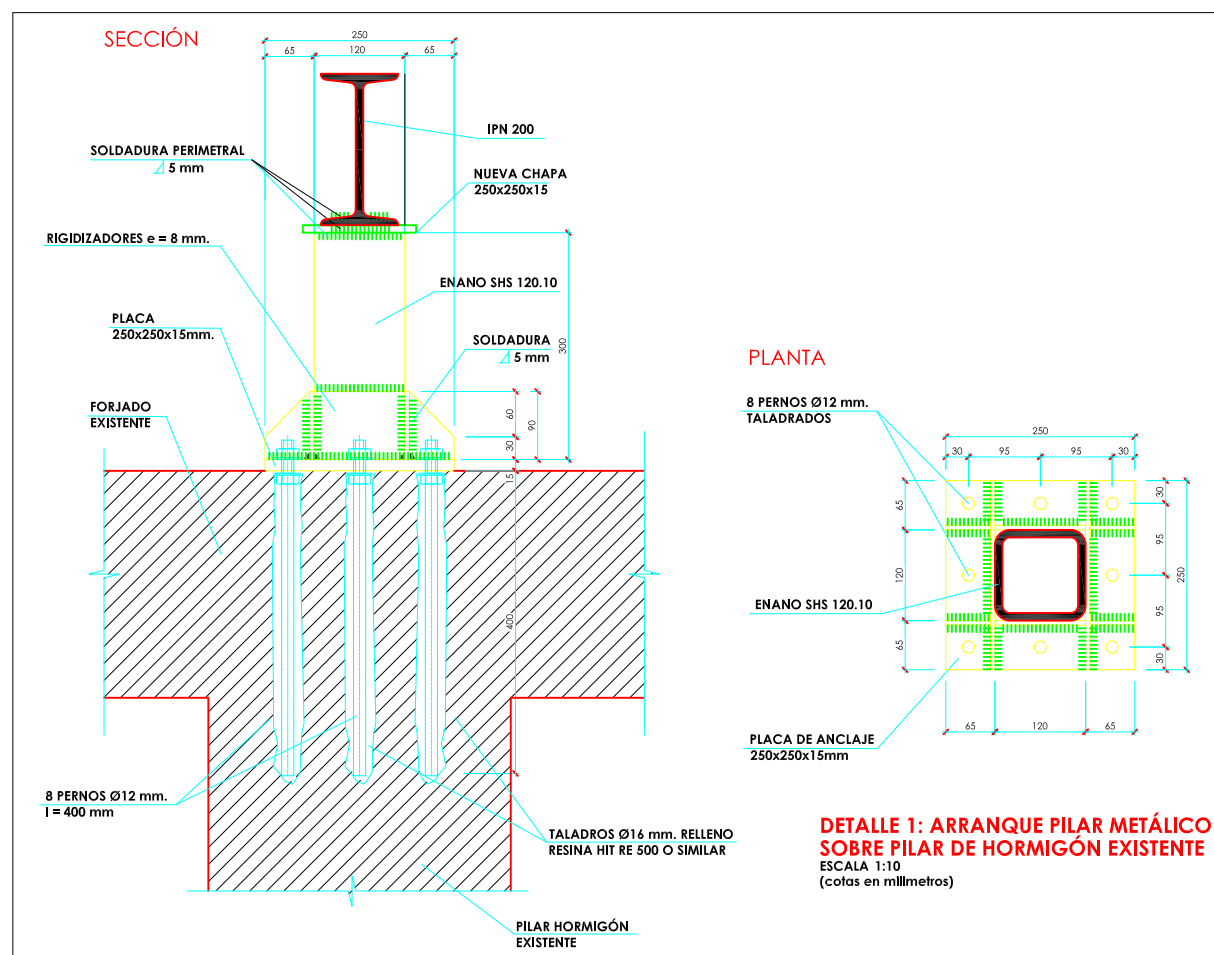 SECCIÓN
250
65 120 65
IPN 200
SOLDADURA PERIMETRAL
5 mm
NUEVA CHAPA
250x250x15
RIGIDIZADORES e = 8 mm.
ENANO SHS 120.10
PLACA
250x250x15mm.
SOLDADURA
5 mm
300
FORJADO
EXISTENTE
60
90
30
15
400
8 PERNOS Ø12 mm.
l = 400 mm
TALADROS Ø16 mm. RELLENO
RESINA HIT RE 500 O SIMILAR
PILAR HORMIGÓN
EXISTENTE
PLANTA
8 PERNOS Ø12 mm.
TALADRADOS
250
30 95 95 30
65
120
65
30
95
95
30
250
ENANO SHS 120.10
65 120 65
PLACA DE ANCLAJE
250x250x15mm
DETALLE 1: ARRANQUE PILAR METÁLICO
SOBRE PILAR DE HORMIGÓN EXISTENTE
ESCALA 1:10
(cotas en milímetros)